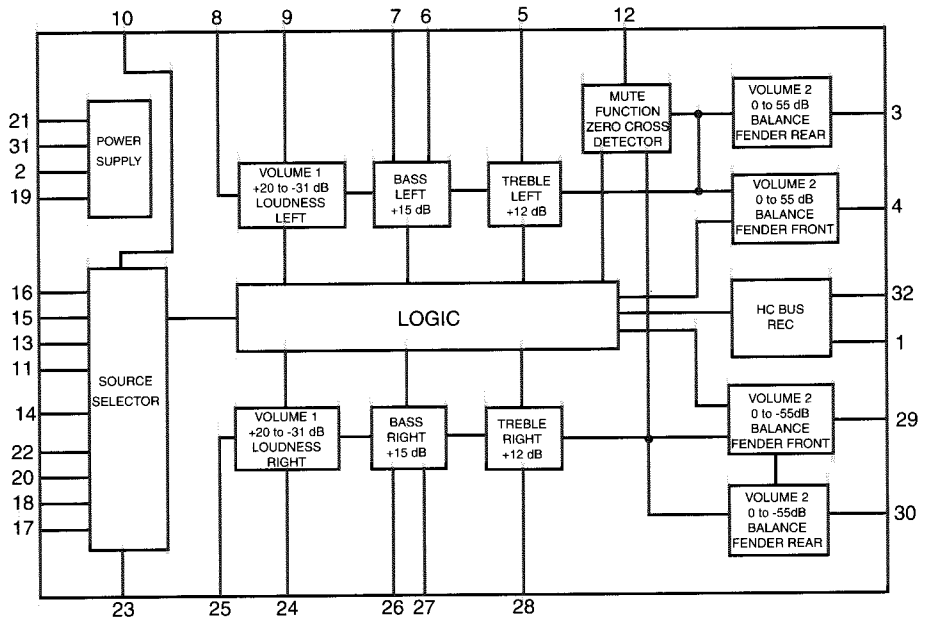 10
8
9
7
6
5
12
21
31
2
19
POWER
SUPPLY
VOLUME 1
+20 to -31 dB
LOUDNESS
LEFT
BASS
LEFT
+15 dB
TREBLE
LEFT
+12 dB
MUTE
FUNCTION
ZERO CROSS
DETECTOR
VOLUME 2
0 to 55 dB
BALANCE
FENDER REAR
3
VOLUME 2
0 to 55 dB
BALANCE
FENDER FRONT
4
16
15
13
11
14
22
20
18
17
SOURCE
SELECTOR
LOGIC
HC BUS
REC
32
1
VOLUME 1
+20 to -31 dB
LOUDNESS
RIGHT
BASS
RIGHT
+15 dB
TREBLE
RIGHT
+12 dB
VOLUME 2
0 to -55dB
BALANCE
FENDER FRONT
29
VOLUME 2
0 to -55dB
BALANCE
FENDER REAR
30
23
25
24
26
27
28